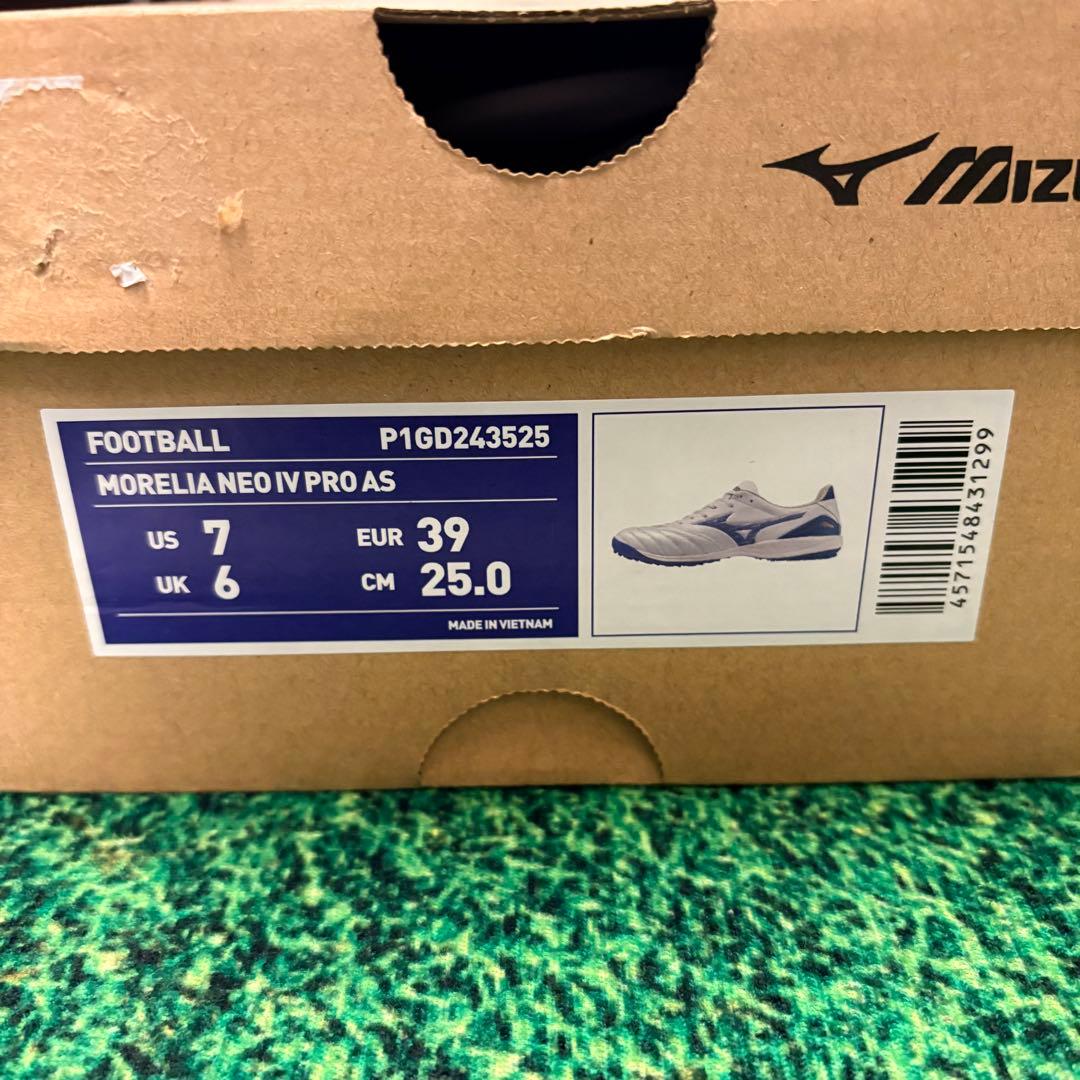 MIZU
FOOTBALL P1GD243525
MORELIA NEO IV PRO AS
US 7 EUR 39
UK 6 CM 25.0
MADE IN VIETNAM
4571548431299